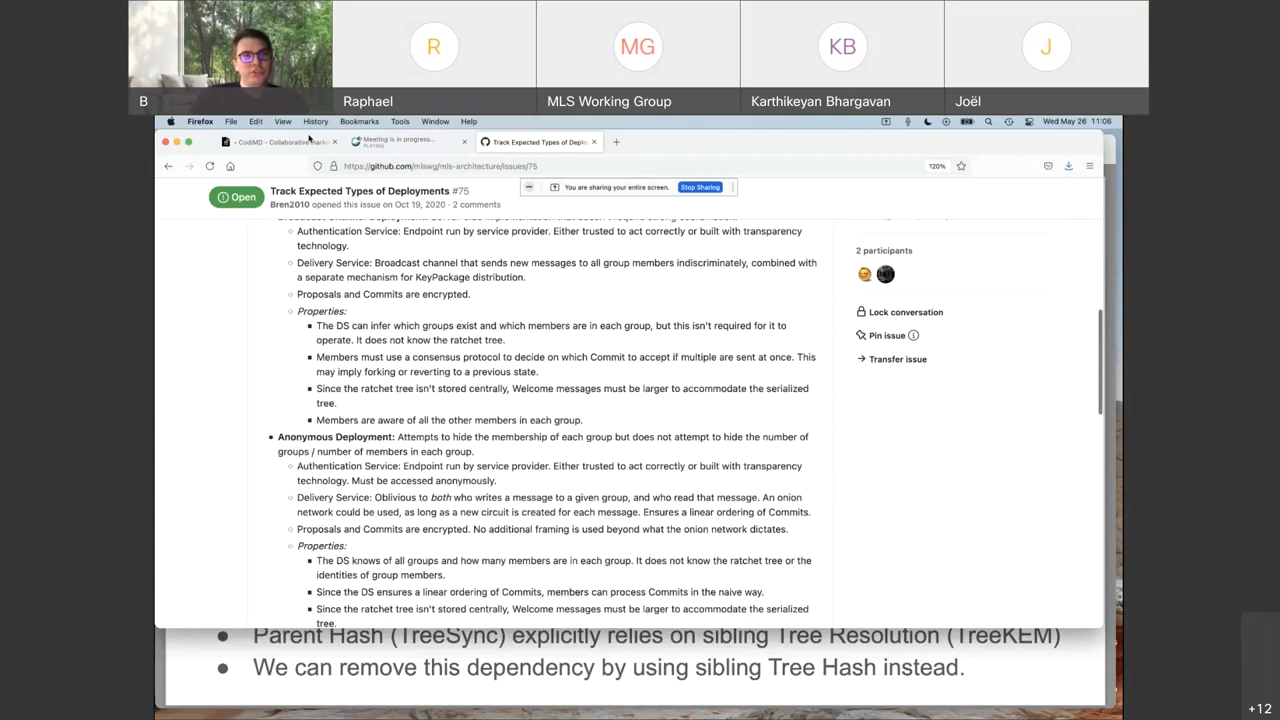 R
MG
KB
J
B
Raphael
MLS Working Group
Karthikeyan Bhargavan
Joël
Firefox File Edit View History Bookmarks Tools Window Help
Wed May 26 11:06
CodiMD - Collaborative
Meeting is in progress...
PLAYING
Track Expected Types of Deplo
https://github.com/mlswg/mls-architecture/issues/75
120%
Open
Track Expected Types of Deployments #75
Bren2010 opened this issue on Oct 19, 2020 · 2 comments
You are sharing your entire screen.
Stop Sharing
Authentication Service: Endpoint run by service provider. Either trusted to act correctly or built with transparency
technology.
Delivery Service: Broadcast channel that sends new messages to all group members indiscriminately, combined with
a separate mechanism for KeyPackage distribution.
Proposals and Commits are encrypted.
Properties:
The DS can infer which groups exist and which members are in each group, but this isn't required for it to
operate. It does not know the ratchet tree.
Members must use a consensus protocol to decide on which Commit to accept if multiple are sent at once. This
may imply forking or reverting to a previous state.
Since the ratchet tree isn't stored centrally, Welcome messages must be larger to accommodate the serialized
tree.
Members are aware of all the other members in each group.
Anonymous Deployment: Attempts to hide the membership of each group but does not attempt to hide the number of
groups / number of members in each group.
Authentication Service: Endpoint run by service provider. Either trusted to act correctly or built with transparency
technology. Must be accessed anonymously.
Delivery Service: Oblivious to both who writes a message to a given group, and who read that message. An onion
network could be used, as long as a new circuit is created for each message. Ensures a linear ordering of Commits.
Proposals and Commits are encrypted. No additional framing is used beyond what the onion network dictates.
Properties:
The DS knows of all groups and how many members are in each group. It does not know the ratchet tree or the
identities of group members.
Since the DS ensures a linear ordering of Commits, members can process Commits in the naive way.
Since the ratchet tree isn't stored centrally, Welcome messages must be larger to accommodate the serialized
tree.
2 participants
Lock conversation
Pin issue
Transfer issue
Parent Hash (TreeSync) explicitly relies on sibling Tree Resolution (TreeKEM)
We can remove this dependency by using sibling Tree Hash instead.
+12